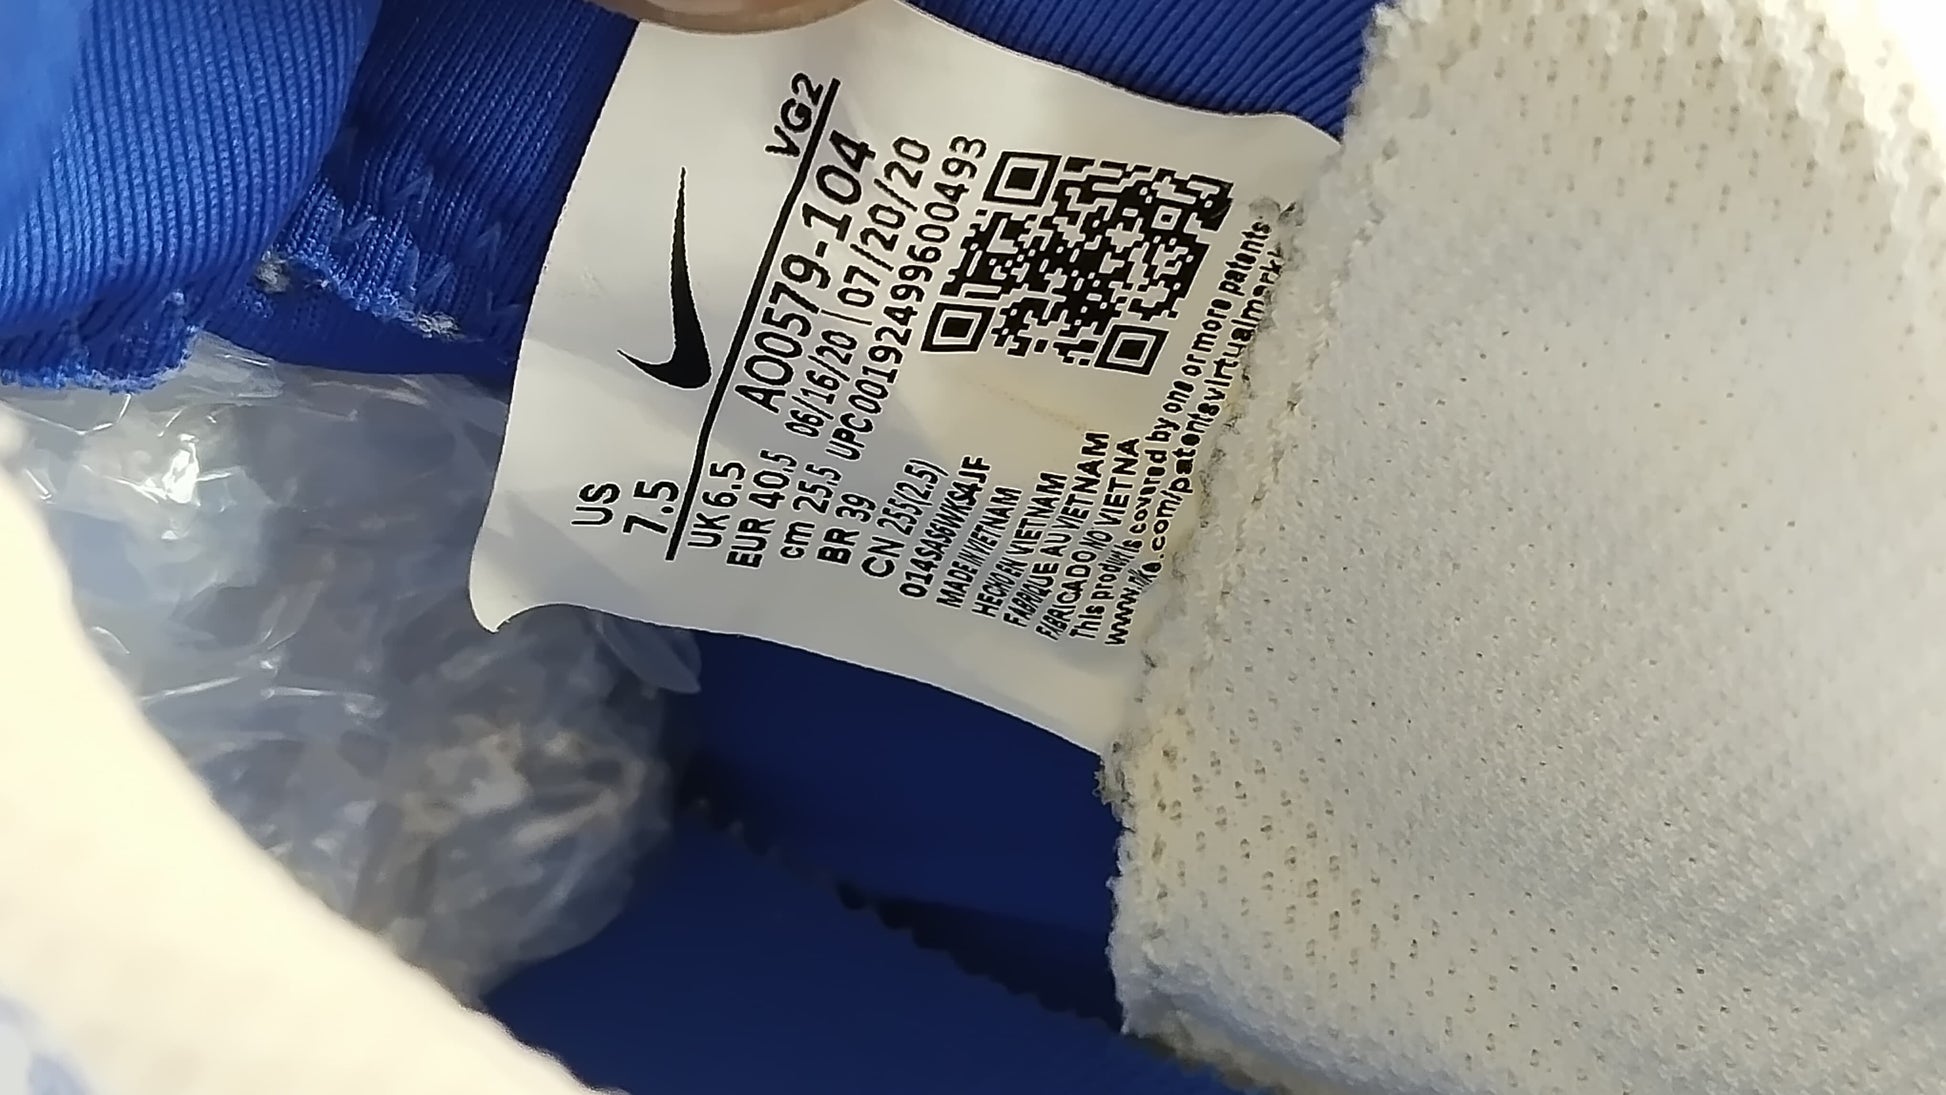 VG2
US
7.5
UK 6.5
EUR 40.5
cm 25.5
BR 39
CN 255(2.5)
AO0579-104
06/16/20 | 07/20/20
UPC00192499600493
MADE IN VIETNAM
HECHO EN VIETNAM
FABRIQUE AU VIETNAM
FABRICADO NO VIETNA
This product is covered by one or more patents